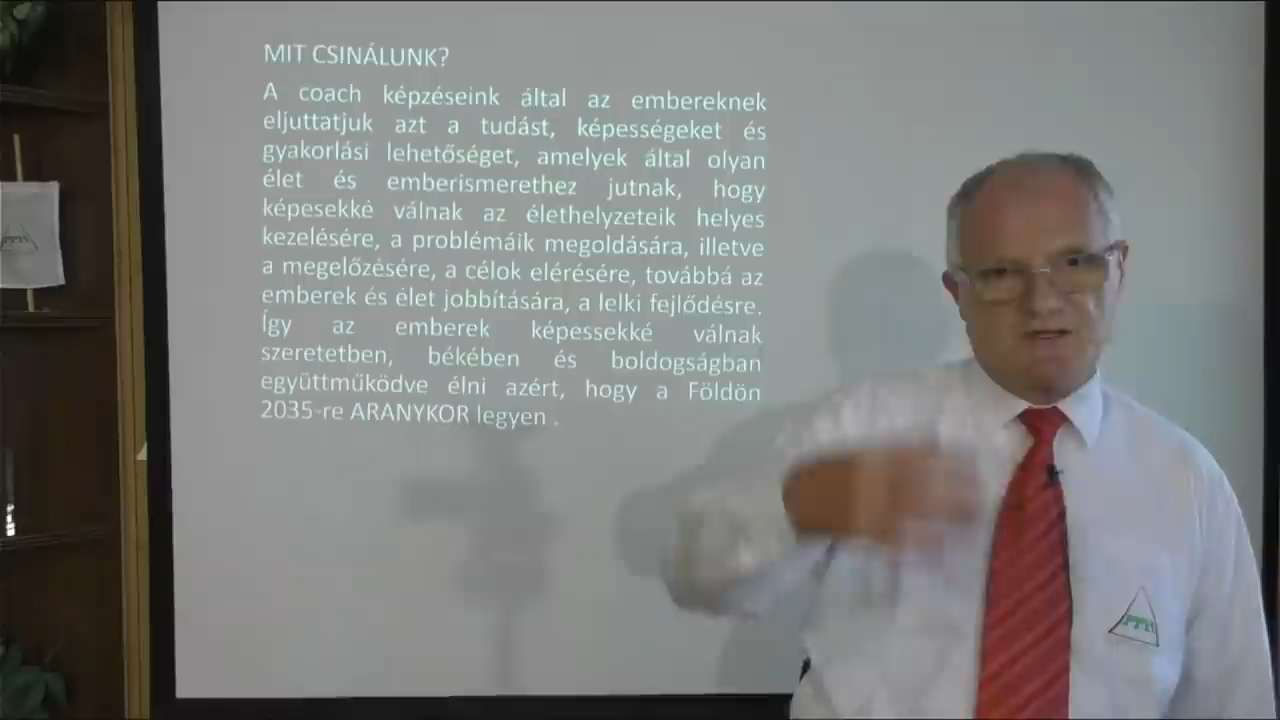 MIT CSINÁLUNK?
A coach képzéseink által az embereknek
eljuttatjuk azt a tudást, képességeket és
gyakorlási lehetőséget, amelyek által olyan
élet és emberismerethez jutnak, hogy
képesekké válnak az élethelyzeteik helyes
kezelésére, a problémáik megoldására, illetve
a megelőzésére, a célok elérésére, továbbá az
emberek és élet jobbítására, a lelki fejlődésre.
Így az emberek képessekké válnak
szeretetben, békében és boldogságban
együttműködve élni azért, hogy a Földön
2035-re ARANYKOR legyen .